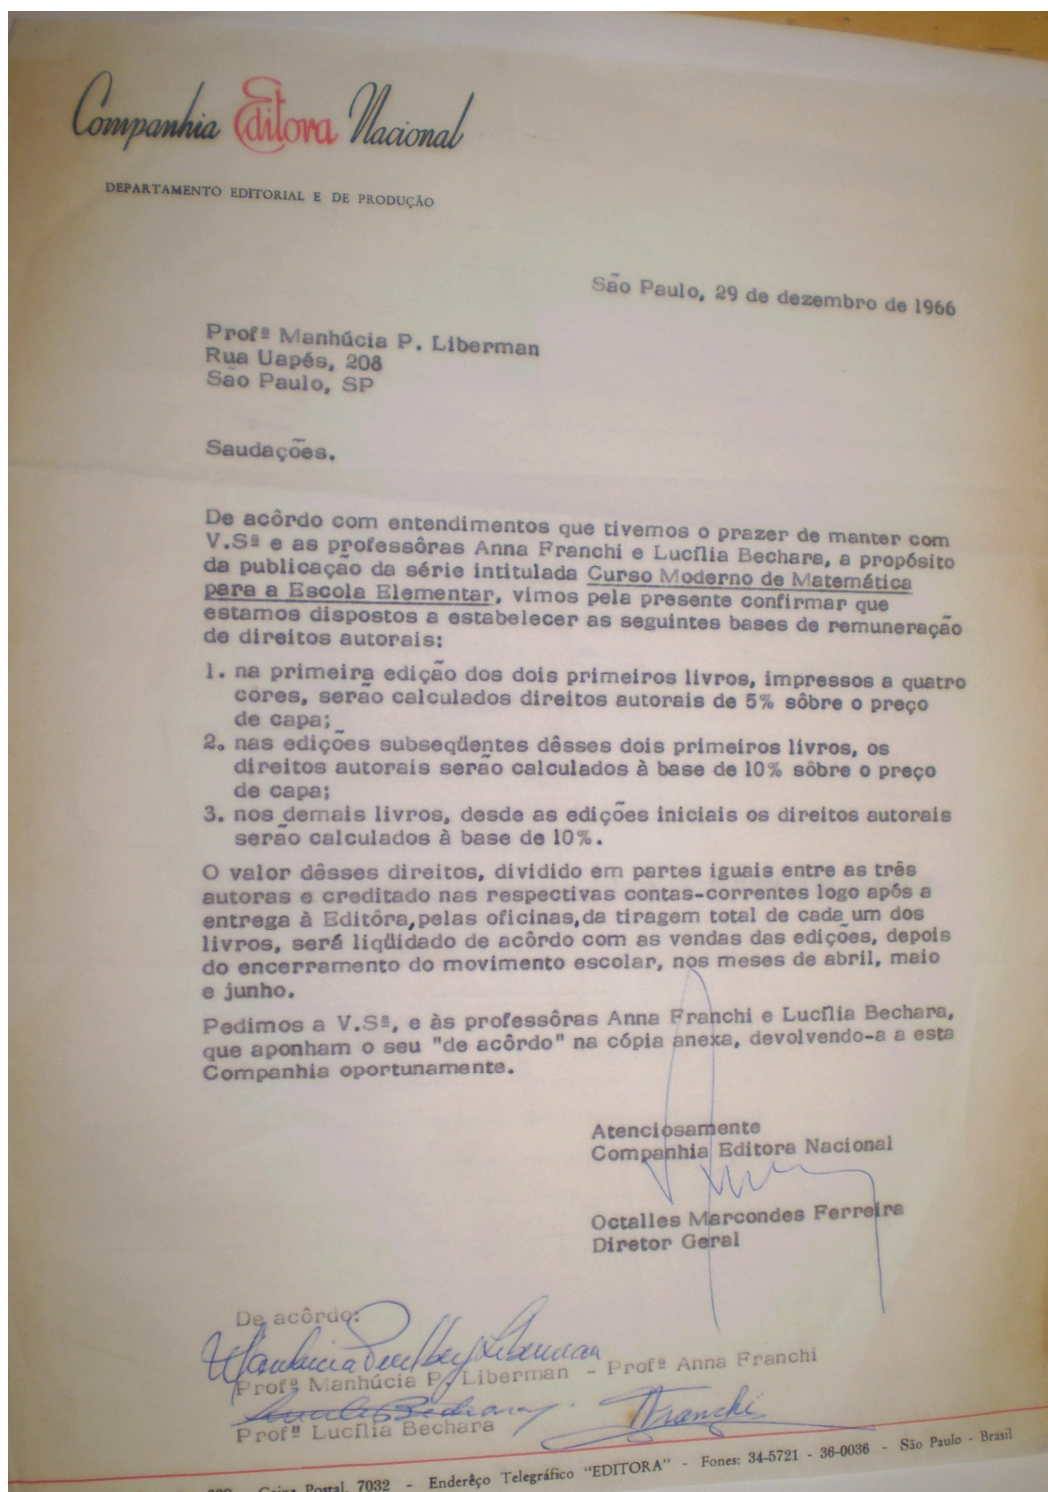 Companhia Editora Nacional
DEPARTAMENTO EDITORIAL E DE PRODUÇÃO
São Paulo, 29 de dezembro de 1966
Profª Manhúcia P. Liberman
Rua Uapés, 208
São Paulo, SP
Saudações.
De acôrdo com entendimentos que tivemos o prazer de manter com
V.Sª e as professôras Anna Franchi e Lucília Bechara, a propósito
da publicação da série intitulada Curso Moderno de Matemática
para a Escola Elementar, vimos pela presente confirmar que
estamos dispostos a estabelecer as seguintes bases de remuneração
de direitos autorais:
1. na primeira edição dos dois primeiros livros, impressos a quatro
cores, serão calculados direitos autorais de 5% sôbre o preço
de capa;
2. nas edições subseqüentes dêsses dois primeiros livros, os
direitos autorais serão calculados à base de 10% sôbre o preço
de capa;
3. nos demais livros, desde as edições iniciais os direitos autorais
serão calculados à base de 10%.
O valor dêsses direitos, dividido em partes iguais entre as três
autoras e creditado nas respectivas contas-correntes logo após a
entrega à Editôra, pelas oficinas, da tiragem total de cada um dos
livros, será liqüidado de acôrdo com as vendas das edições, depois
do encerramento do movimento escolar, nos meses de abril, maio
e junho.
Pedimos a V.Sª, e às professôras Anna Franchi e Lucília Bechara,
que aponham o seu "de acôrdo" na cópia anexa, devolvendo-a a esta
Companhia oportunamente.
Atenciosamente
Companhia Editora Nacional
Octalles Marcondes Ferreira
Diretor Geral
De acôrdo:
Profª Manhúcia P. Liberman - Profª Anna Franchi
Franchi
Profª Lucília Bechara
Caixa Postal, 7032 - Enderêço Telegráfico "EDITORA" - Fones: 34-5721 - 36-0036 - São Paulo - Brasil